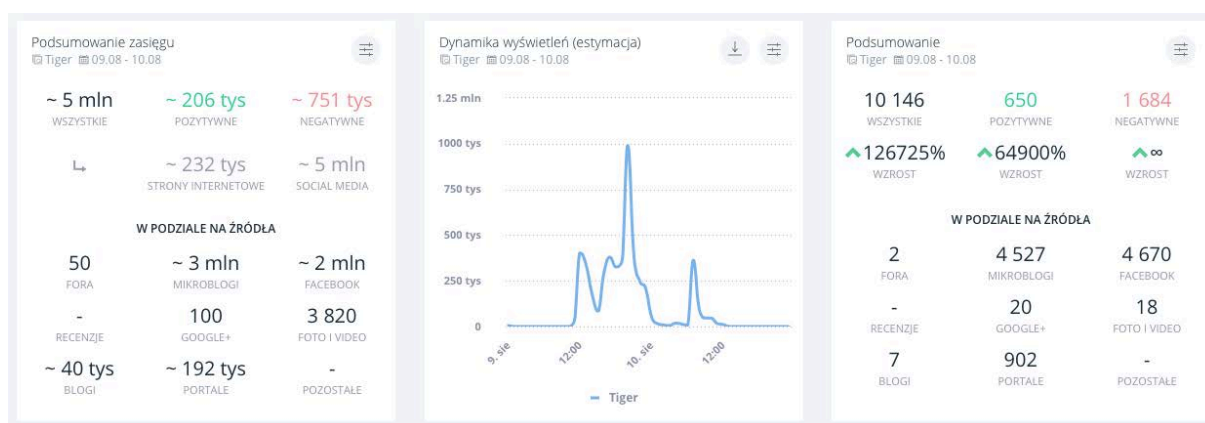 Podsumowanie zasięgu
Tiger 09.08 - 10.08
~ 5 mln ~ 206 tys ~ 751 tys
WSZYSTKIE POZYTYWNE NEGATYWNE
~ 232 tys ~ 5 mln
STRONY INTERNETOWE SOCIAL MEDIA
W PODZIALE NA ŹRÓDŁA
50 ~ 3 mln ~ 2 mln
FORA MIKROBLOGI FACEBOOK
- 100 3 820
RECENZJE GOOGLE+ FOTO I VIDEO
~ 40 tys ~ 192 tys -
BLOGI PORTALE POZOSTAŁE
Dynamika wyświetleń (estymacja)
Tiger 09.08 - 10.08
1.25 mln
1000 tys
750 tys
500 tys
250 tys
0
9. sie 12:00 10. sie 12:00
Tiger
Podsumowanie
Tiger 09.08 - 10.08
10 146 650 1 684
WSZYSTKIE POZYTYWNE NEGATYWNE
126725% 64900% ∞
WZROST WZROST WZROST
W PODZIALE NA ŹRÓDŁA
2 4 527 4 670
FORA MIKROBLOGI FACEBOOK
- 20 18
RECENZJE GOOGLE+ FOTO I VIDEO
7 902 -
BLOGI PORTALE POZOSTAŁE